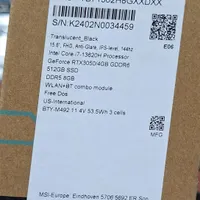 S/N:K2402N0034459
Translucent_Black
15.6", FHD, Anti-Glare, IPS-level, 144hz
Intel Core i7-13620H Processor
GeForce RTX3050/4GB GDDR6
512GB SSD
DDR5 8GB
WLAN+BT combo module
Free Dos
US-International
BTY-M492 11.4V 53.5Wh 3 cells
E06
MFG
MSI-Europe: Eindhoven 5706 5692 ER Son